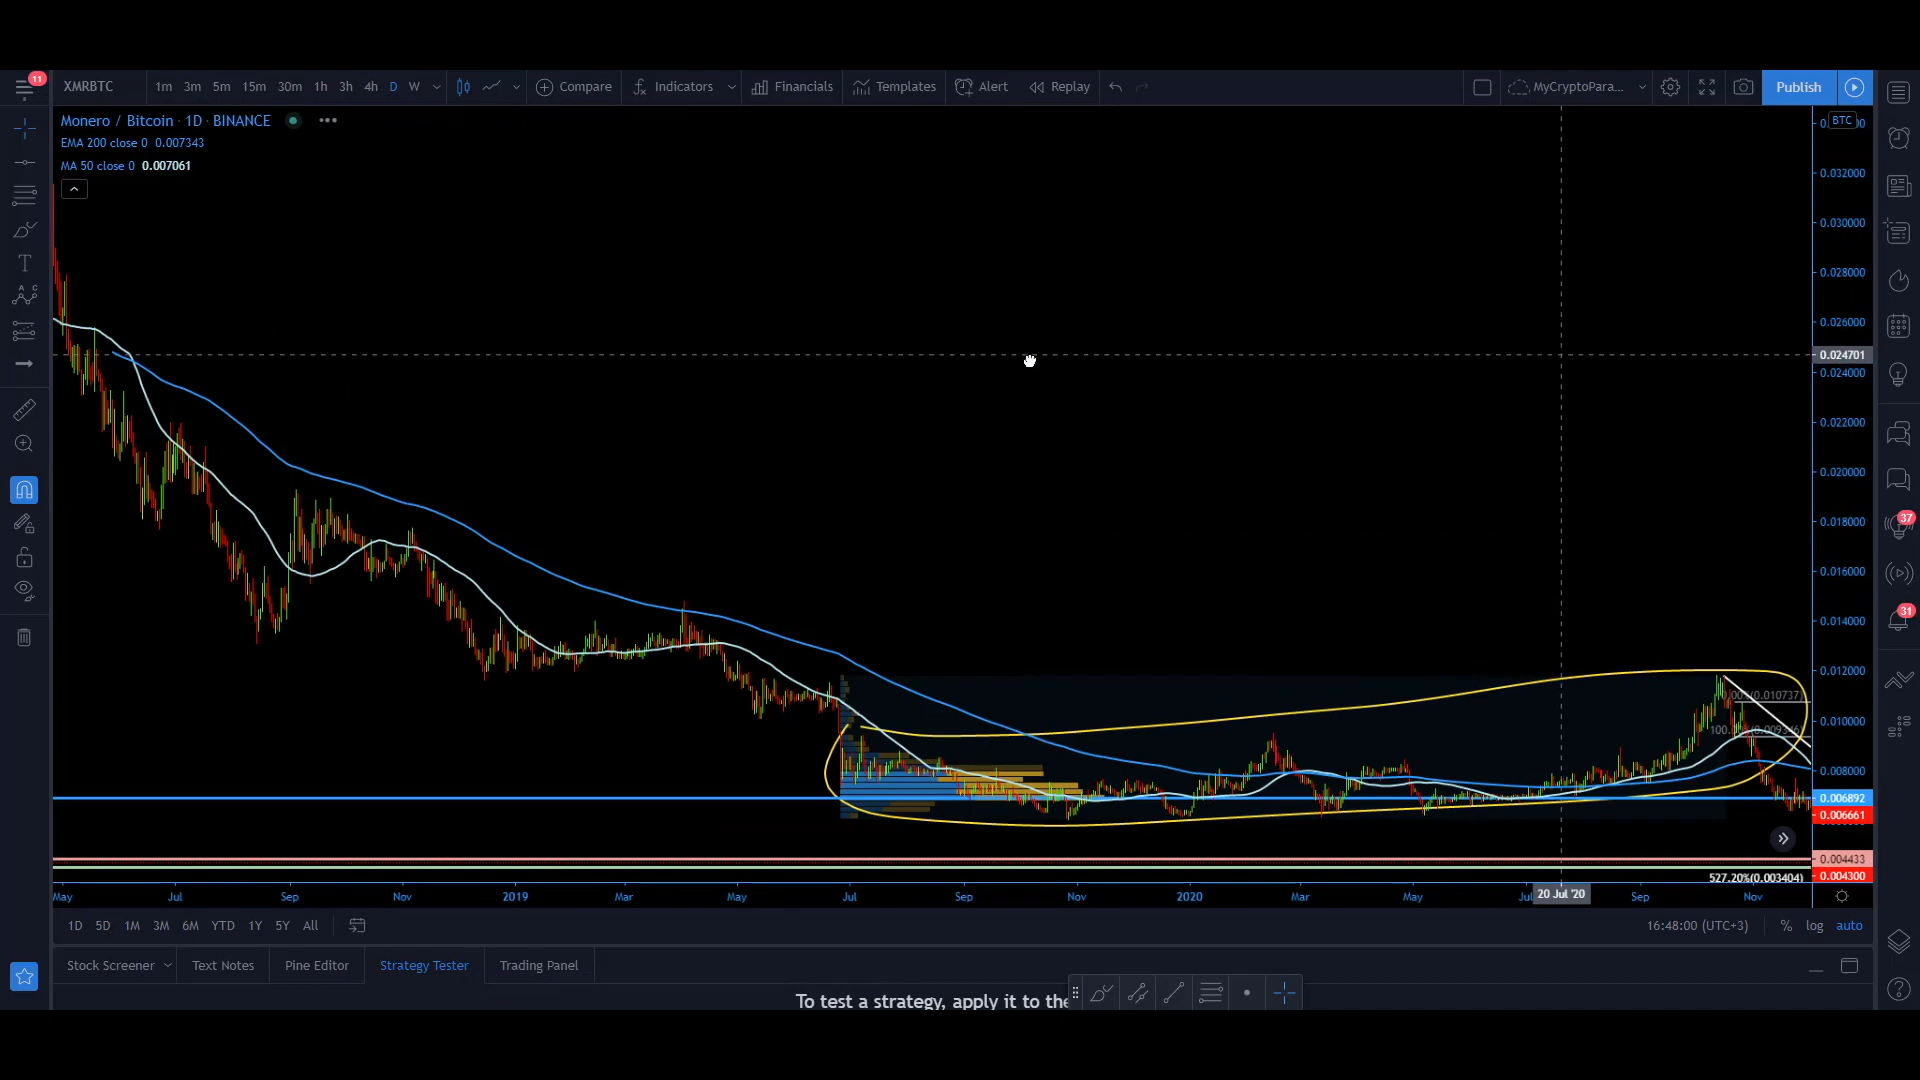 11
XMRBTC 1m 3m 5m 15m 30m 1h 3h 4h D W Compare Indicators Financials Templates Alert Replay MyCryptoPara... Publish
Monero / Bitcoin · 1D · BINANCE
EMA 200 close 0 0.007343
MA 50 close 0 0.007061
BTC
0.032000
0.030000
0.028000
0.026000
0.024701
0.024000
0.022000
0.020000
0.018000
0.016000
0.014000
0.012000
0.010000
0.008000
0.006892
0.006661
0.004433
0.004300
(0.010737)
527.20%(0.003404)
37
31
May Jul Sep Nov 2019 Mar May Jul Sep Nov 2020 Mar May Jul 20 Jul '20 Sep Nov
1D 5D 1M 3M 6M YTD 1Y 5Y All 16:48:00 (UTC+3) % log auto
Stock Screener Text Notes Pine Editor Strategy Tester Trading Panel
To test a strategy, apply it to the